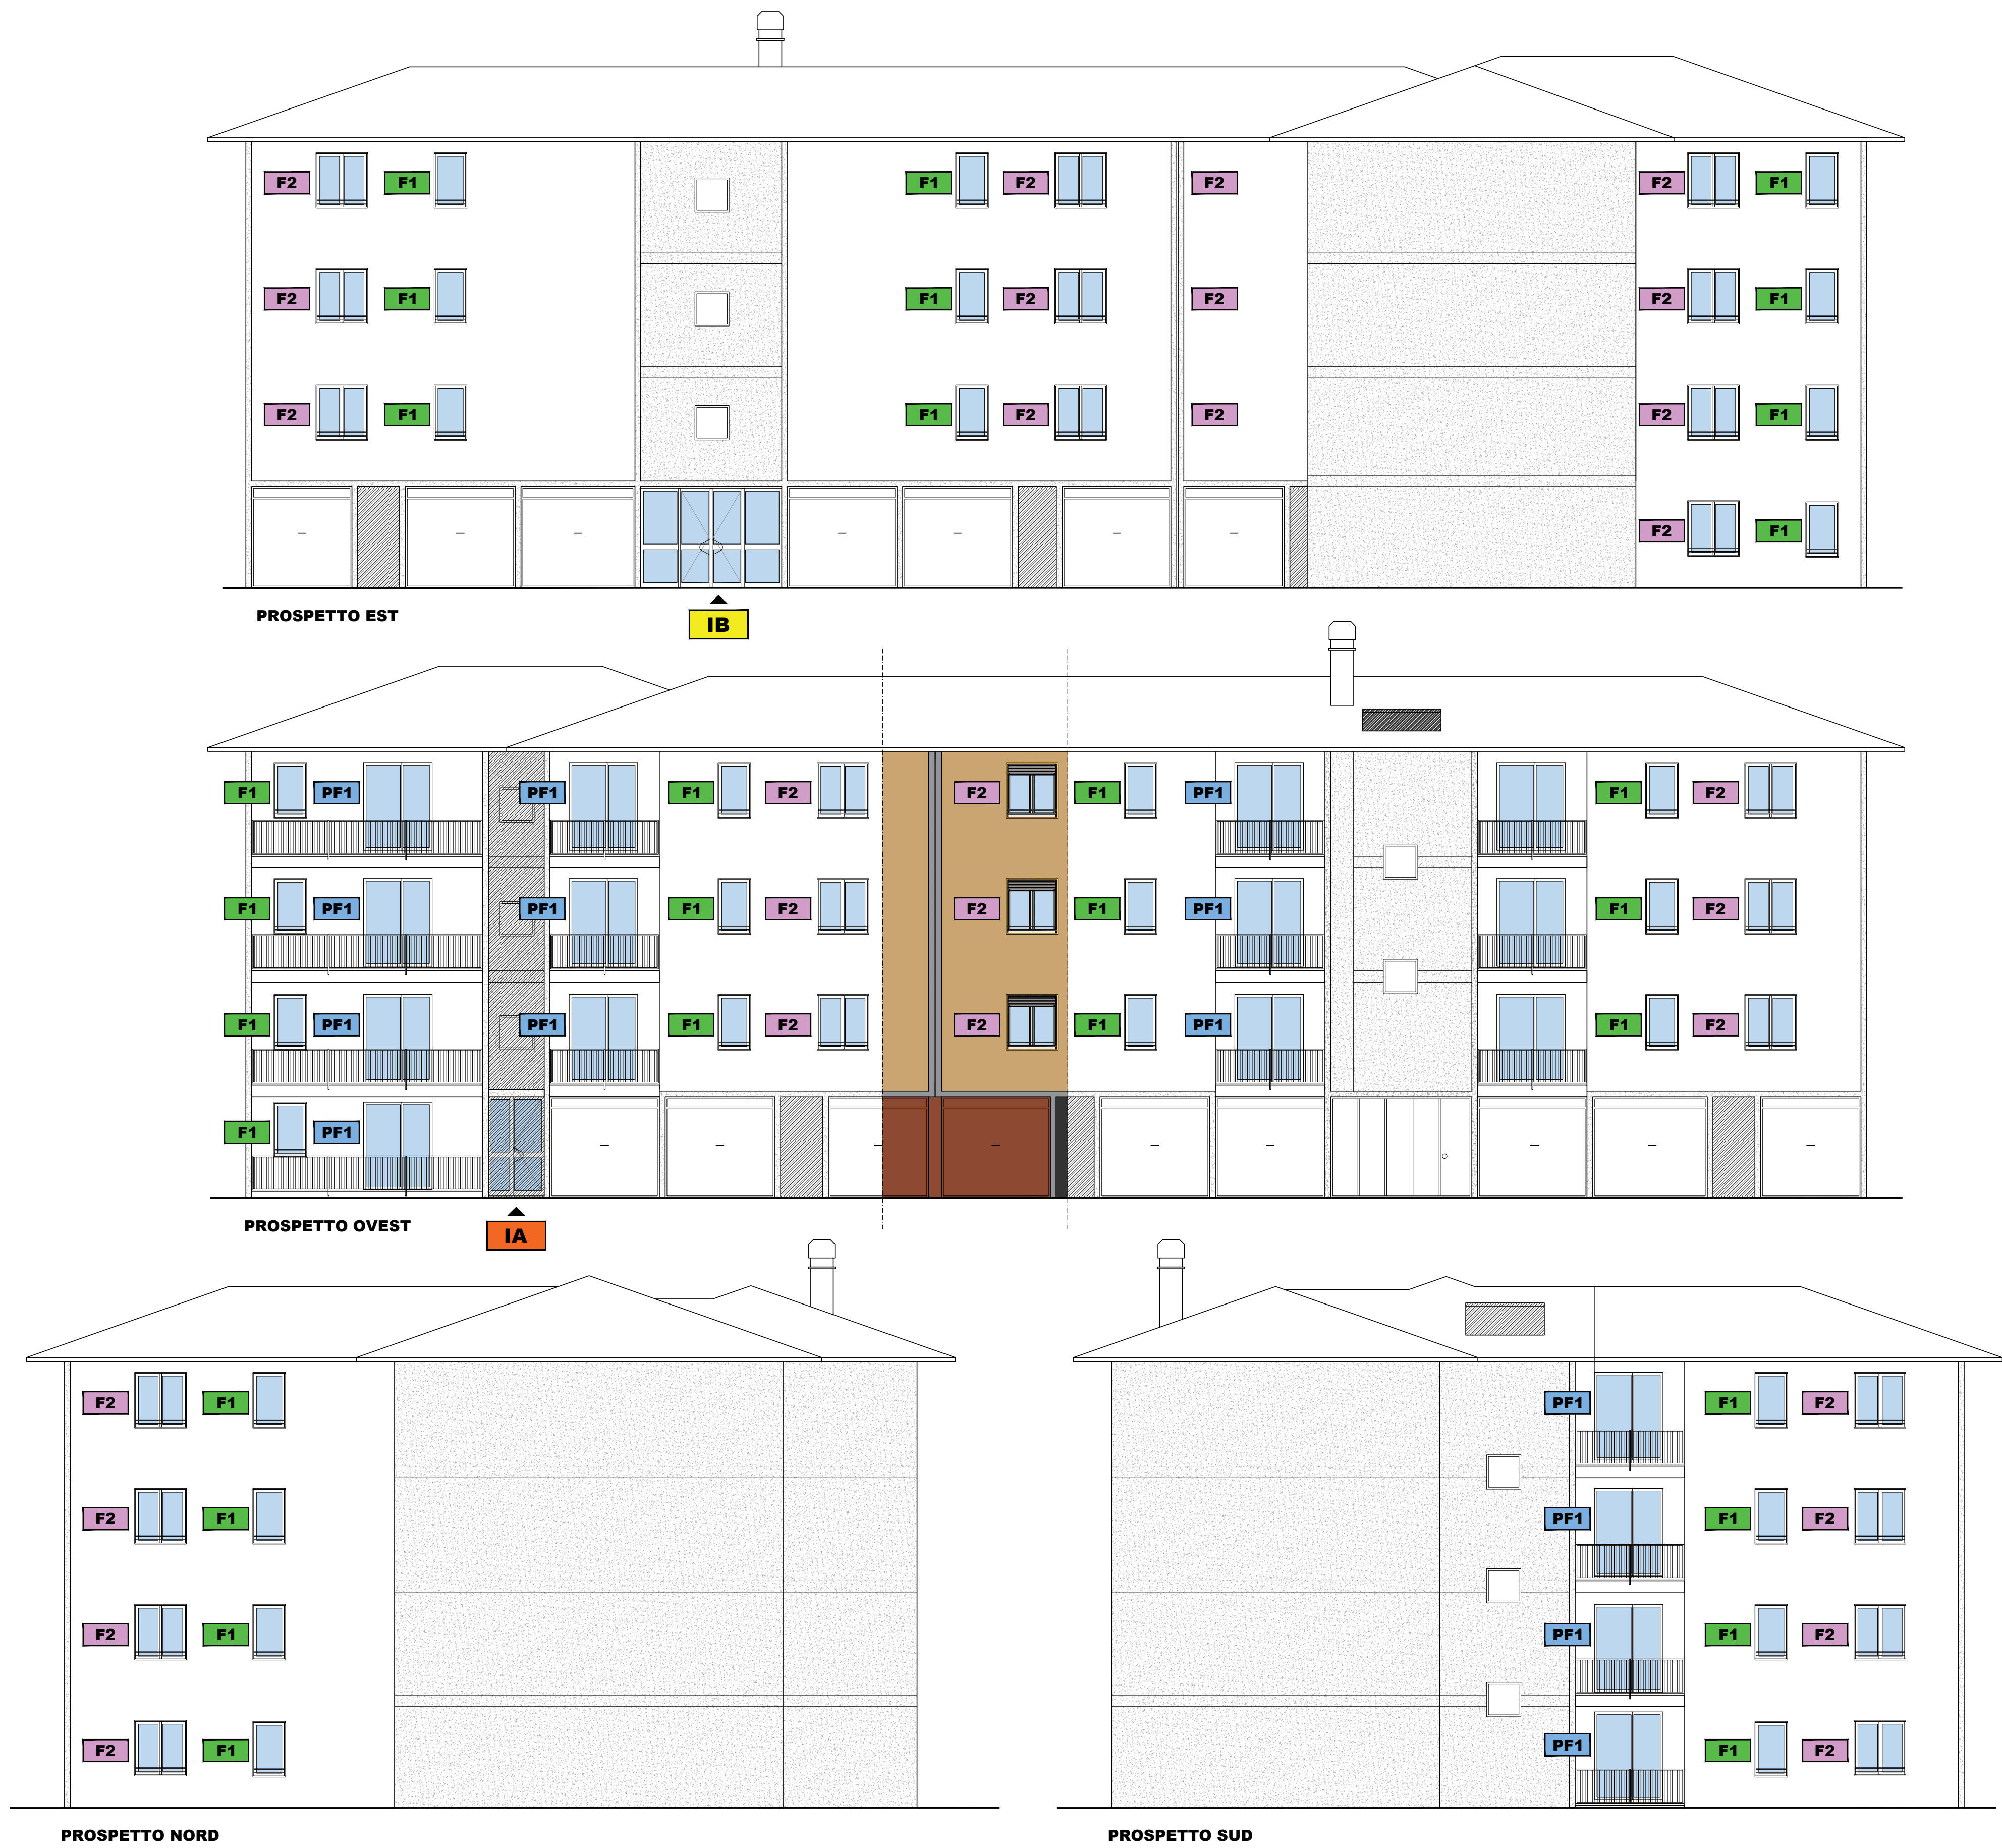 F2 F1 F1 F2 F2 F2 F1
F2 F1 F1 F2 F2 F2 F1
F2 F1 F1 F2 F2 F2 F1
F2 F1
PROSPETTO EST
IB
F1 PF1 PF1 F1 F2 F2 F1 PF1 F1 F2
F1 PF1 PF1 F1 F2 F2 F1 PF1 F1 F2
F1 PF1 PF1 F1 F2 F2 F1 PF1 F1 F2
F1 PF1
PROSPETTO OVEST
IA
F2 F1
F2 F1
F2 F1
F2 F1
PROSPETTO NORD
PF1 F1 F2
PF1 F1 F2
PF1 F1 F2
PF1 F1 F2
PROSPETTO SUD